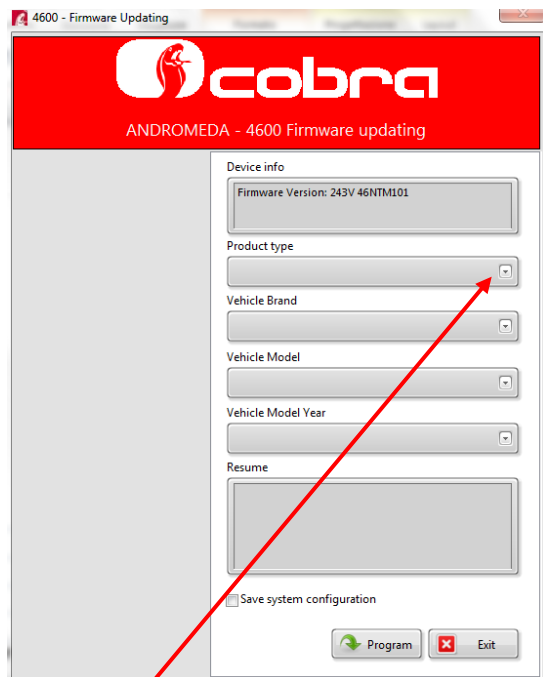 4600 - Firmware Updating
cobra
ANDROMEDA - 4600 Firmware updating
Device info
Firmware Version: 243V 46NTM101
Product type
Vehicle Brand
Vehicle Model
Vehicle Model Year
Resume
Save system configuration
Program
Exit